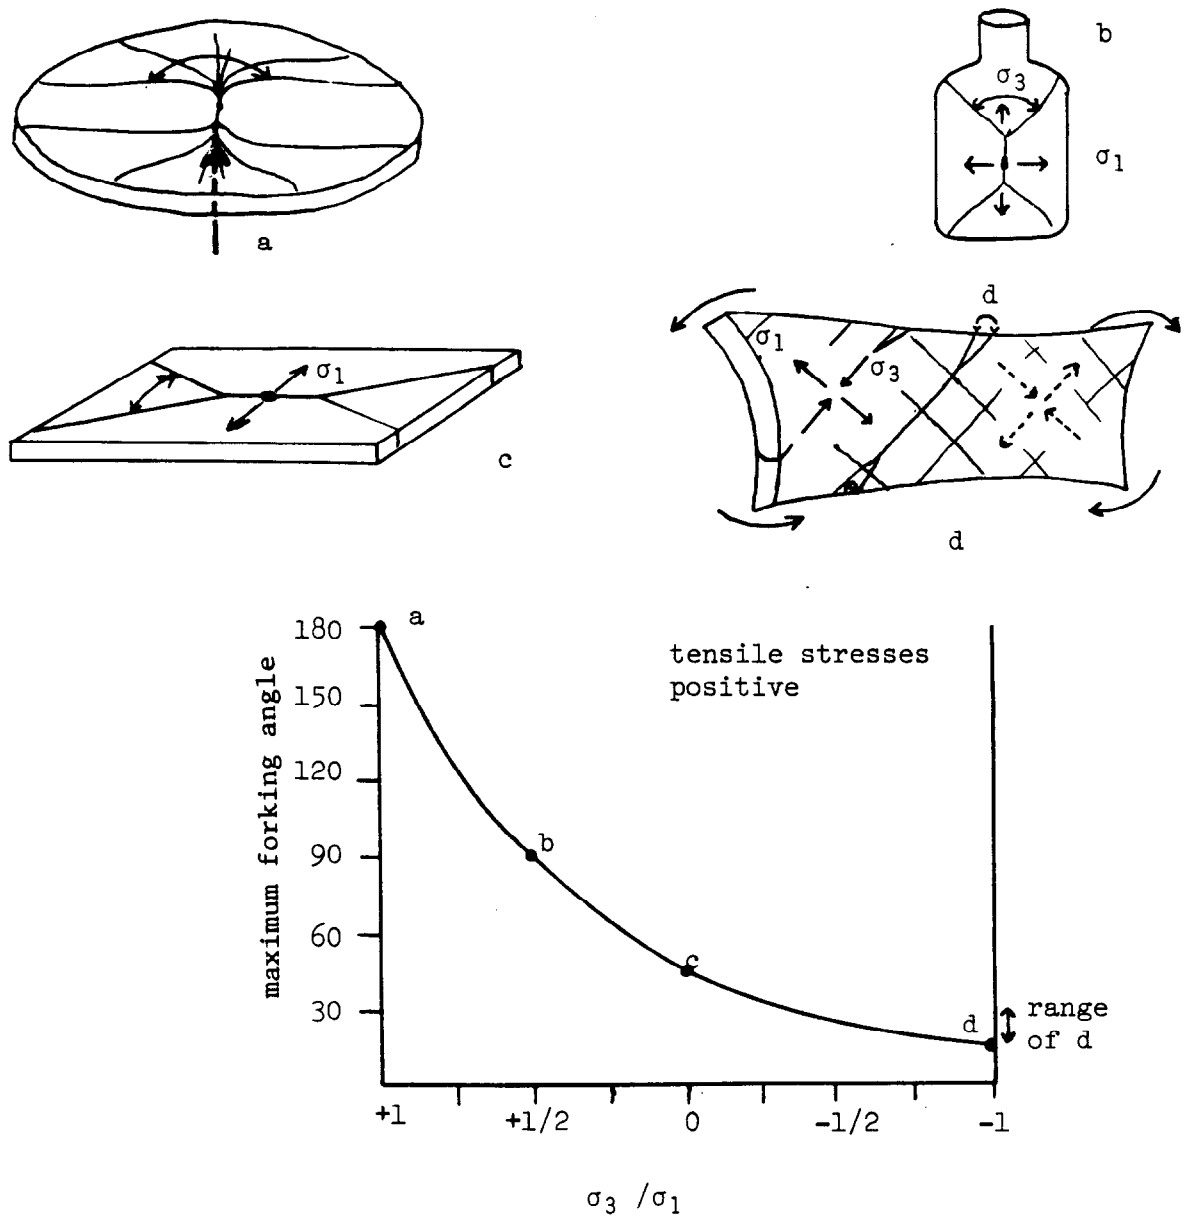 b
σ3
σ1
a
d
σ1
σ1
σ3
c
d
a
180
tensile stresses
positive
150
120
b
90
60
c
30
d
range
of d
maximum forking angle
+1
+1/2
0
-1/2
-1
σ3 /σ1